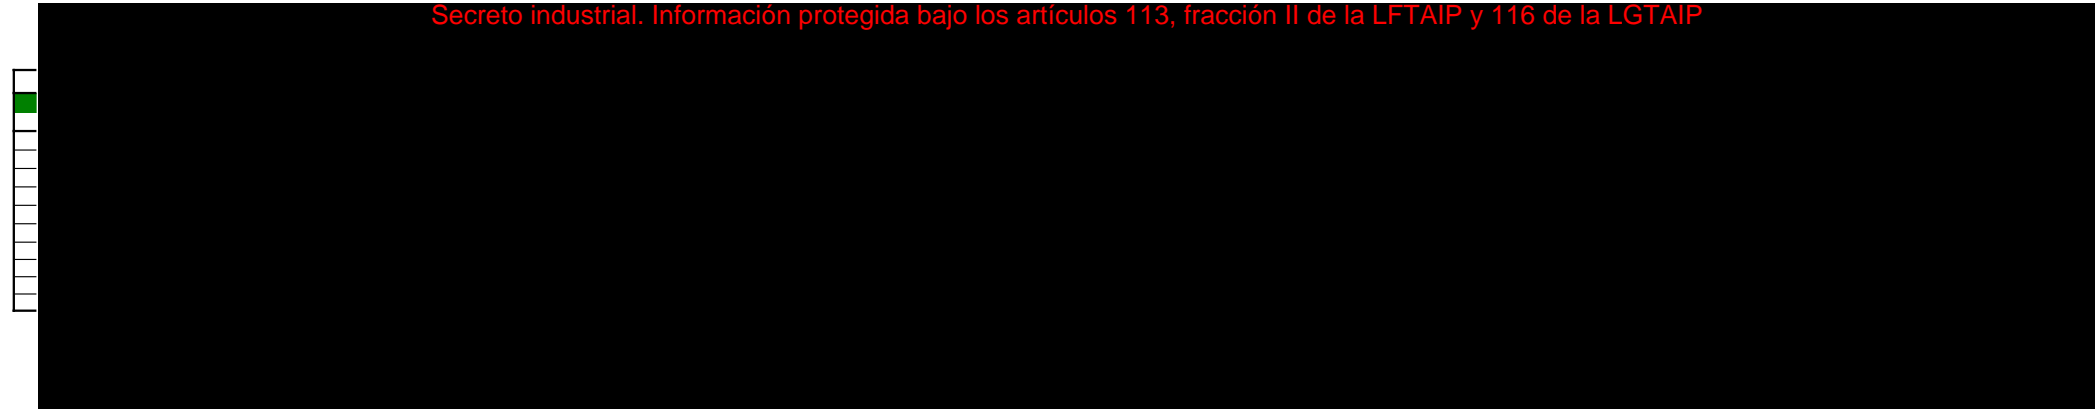 Secreto industrial. Información protegida bajo los artículos 113, fracción II de la LFTAIP y 116 de la LGTAIP